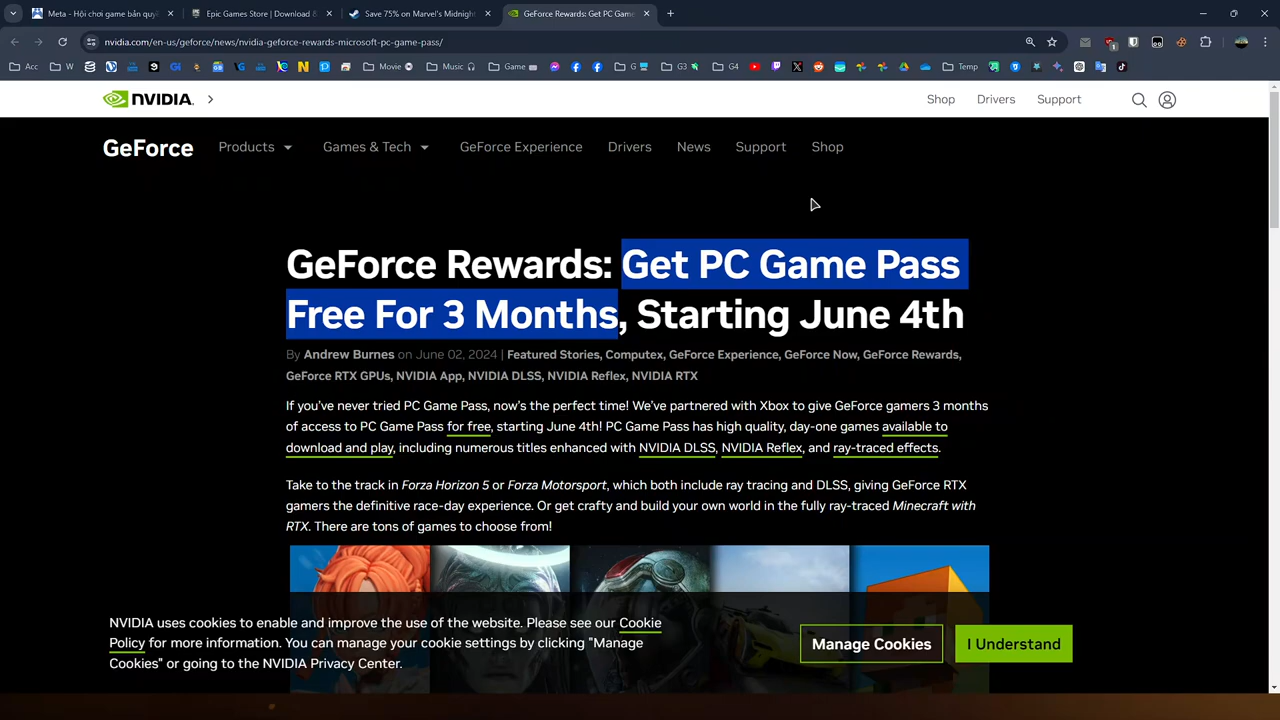 Meta - Hội chơi game bản quyề
Epic Games Store | Download &
Save 75% on Marvel's Midnight
GeForce Rewards: Get PC Game
nvidia.com/en-us/geforce/news/nvidia-geforce-rewards-microsoft-pc-game-pass/
Acc W Movie Music Game G G3 G4 Temp
NVIDIA.
Shop Drivers Support
GeForce Products Games & Tech GeForce Experience Drivers News Support Shop
GeForce Rewards: Get PC Game Pass
Free For 3 Months, Starting June 4th
By Andrew Burnes on June 02, 2024 | Featured Stories, Computex, GeForce Experience, GeForce Now, GeForce Rewards,
GeForce RTX GPUs, NVIDIA App, NVIDIA DLSS, NVIDIA Reflex, NVIDIA RTX
If you've never tried PC Game Pass, now's the perfect time! We've partnered with Xbox to give GeForce gamers 3 months
of access to PC Game Pass for free, starting June 4th! PC Game Pass has high quality, day-one games available to
download and play, including numerous titles enhanced with NVIDIA DLSS, NVIDIA Reflex, and ray-traced effects.
Take to the track in Forza Horizon 5 or Forza Motorsport, which both include ray tracing and DLSS, giving GeForce RTX
gamers the definitive race-day experience. Or get crafty and build your own world in the fully ray-traced Minecraft with
RTX. There are tons of games to choose from!
NVIDIA uses cookies to enable and improve the use of the website. Please see our Cookie
Policy for more information. You can manage your cookie settings by clicking "Manage
Cookies" or going to the NVIDIA Privacy Center.
Manage Cookies
I Understand